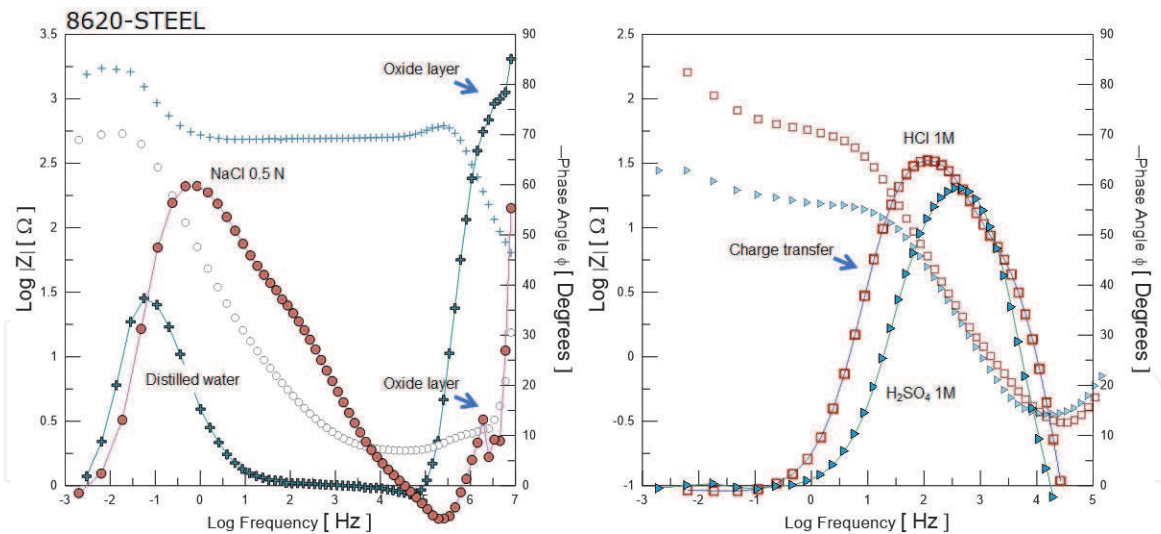 8620-STEEL
3.5
3
2.5
2
1.5
1
0.5
0
Log |Z| [ Ω ]
-3 -2 -1 0 1 2 3 4 6 7
Log Frequency [ Hz ]
90
80
70
60
50
40
30
20
10
0
—Phase Angle ϕ [ Degrees ]
Oxide layer
NaCl 0.5 N
Distilled water
Oxide layer
2.5
2
1.5
1
0.5
0
-0.5
-1
Log |Z| [ Ω ]
-3 -2 -1 0 1 2 3 4 5
Log Frequency [ Hz ]
90
80
70
60
50
40
30
20
10
0
—Phase Angle ϕ [ Degrees ]
HCl 1M
Charge transfer
H₂SO₄ 1M